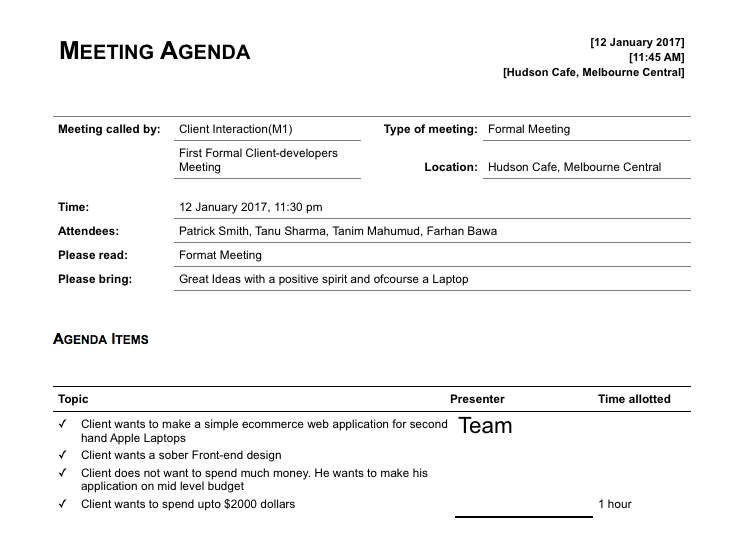 MEETING AGENDA
[12 January 2017]
[11:45 AM]
[Hudson Cafe, Melbourne Central]
Meeting called by: Client Interaction(M1) Type of meeting: Formal Meeting
First Formal Client-developers
Meeting Location: Hudson Cafe, Melbourne Central
Time: 12 January 2017, 11:30 pm
Attendees: Patrick Smith, Tanu Sharma, Tanim Mahumud, Farhan Bawa
Please read: Format Meeting
Please bring: Great Ideas with a positive spirit and ofcourse a Laptop
AGENDA ITEMS
Topic Presenter Time allotted
✓ Client wants to make a simple ecommerce web application for second Team
hand Apple Laptops
✓ Client wants a sober Front-end design
✓ Client does not want to spend much money. He wants to make his
application on mid level budget
✓ Client wants to spend upto $2000 dollars 1 hour